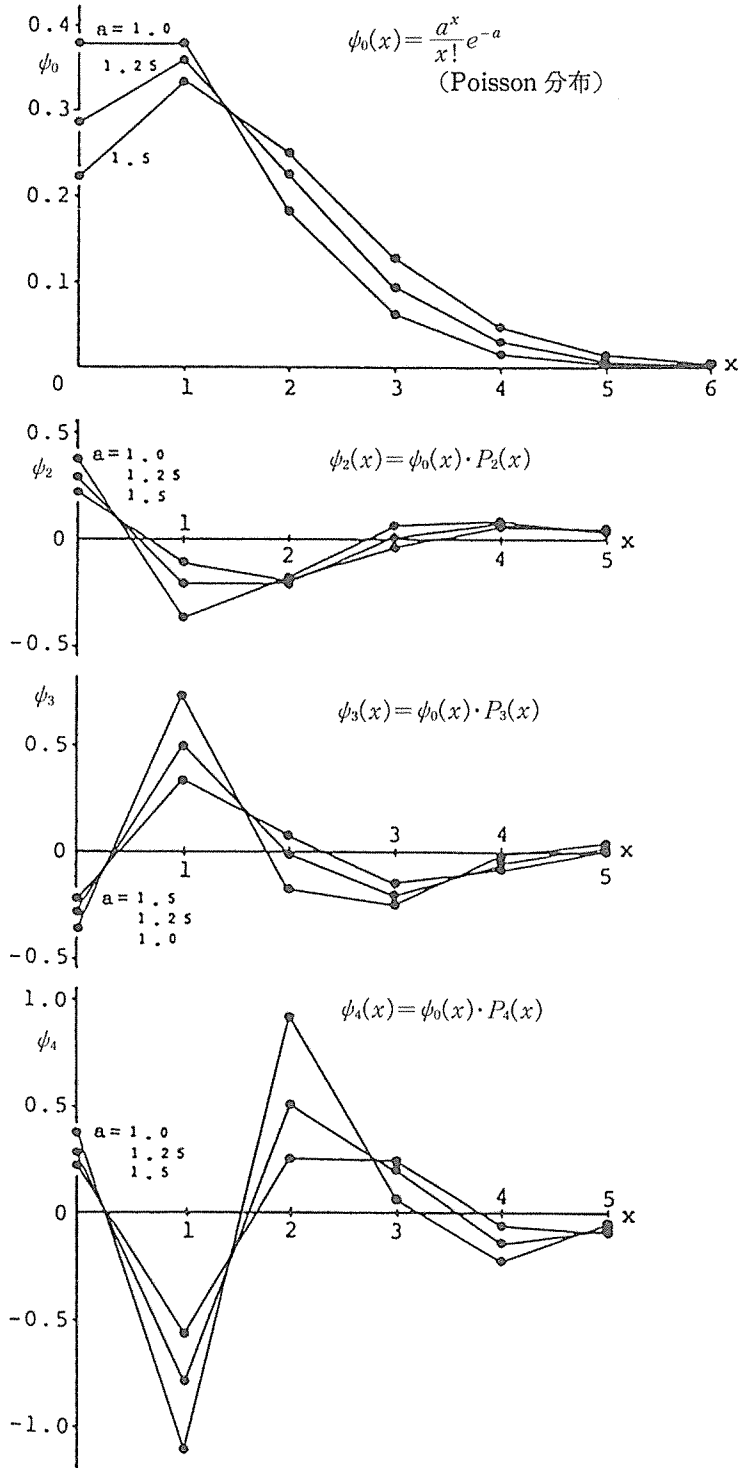 0.4
a=1.0
ψ₀(x)=a^x/x! e^{-a}
ψ₀
1.25
(Poisson 分布)
0.3
1.5
0.2
0.1
0 1 2 3 4 5 6 x
0.5
a=1.0
ψ₂(x)=ψ₀(x)·P₂(x)
ψ₂
1.25
1.5
0 1 2 3 4 5 x
-0.5
ψ₃
ψ₃(x)=ψ₀(x)·P₃(x)
0.5
0 1 2 3 4 5 x
a=1.5
1.25
1.0
-0.5
1.0
ψ₄(x)=ψ₀(x)·P₄(x)
ψ₄
0.5
a=1.0
1.25
1.5
0 1 2 3 4 5 x
-0.5
-1.0